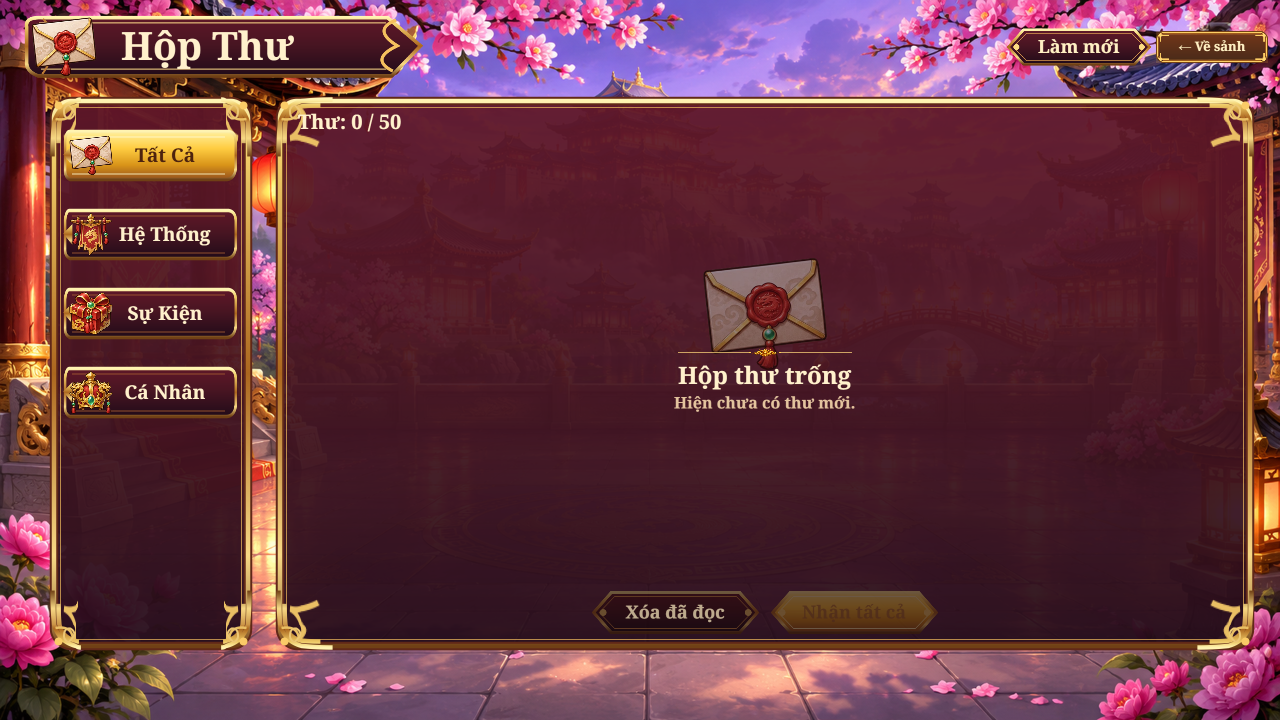 Hộp Thư
Làm mới
← Về sảnh
Thư: 0 / 50
Tất Cả
Hệ Thống
Sự Kiện
Cá Nhân
Hộp thư trống
Hiện chưa có thư mới.
Xóa đã đọc
Nhận tất cả